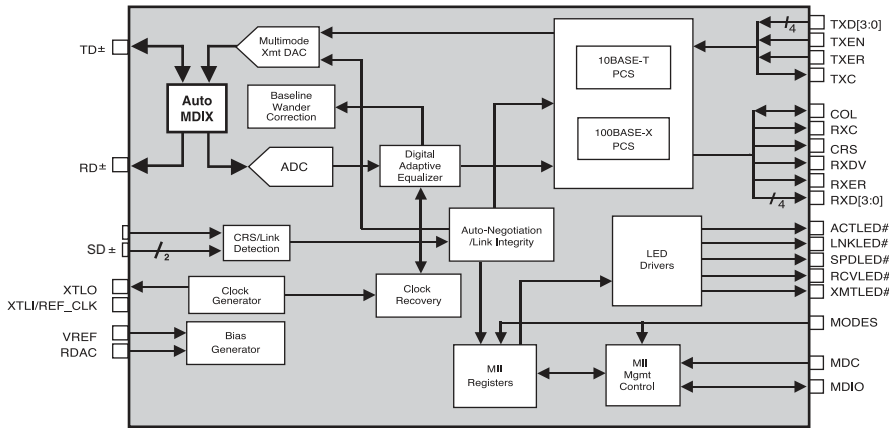 TD±
RD±
SD±
2
XTLO
XTLI/REF_CLK
VREF
RDAC
Auto
MDIX
Multimode
Xmt DAC
Baseline
Wander
Correction
ADC
Digital
Adaptive
Equalizer
CRS/Link
Detection
Clock
Generator
Bias
Generator
Clock
Recovery
Auto-Negotiation
/Link Integrity
10BASE-T
PCS
100BASE-X
PCS
LED
Drivers
MII
Registers
MII
Mgmt
Control
4
TXD[3:0]
TXEN
TXER
TXC
COL
RXC
CRS
RXDV
RXER
4
RXD[3:0]
ACTLED#
LNKLED#
SPDLED#
RCVLED#
XMTLED#
MODES
MDC
MDIO